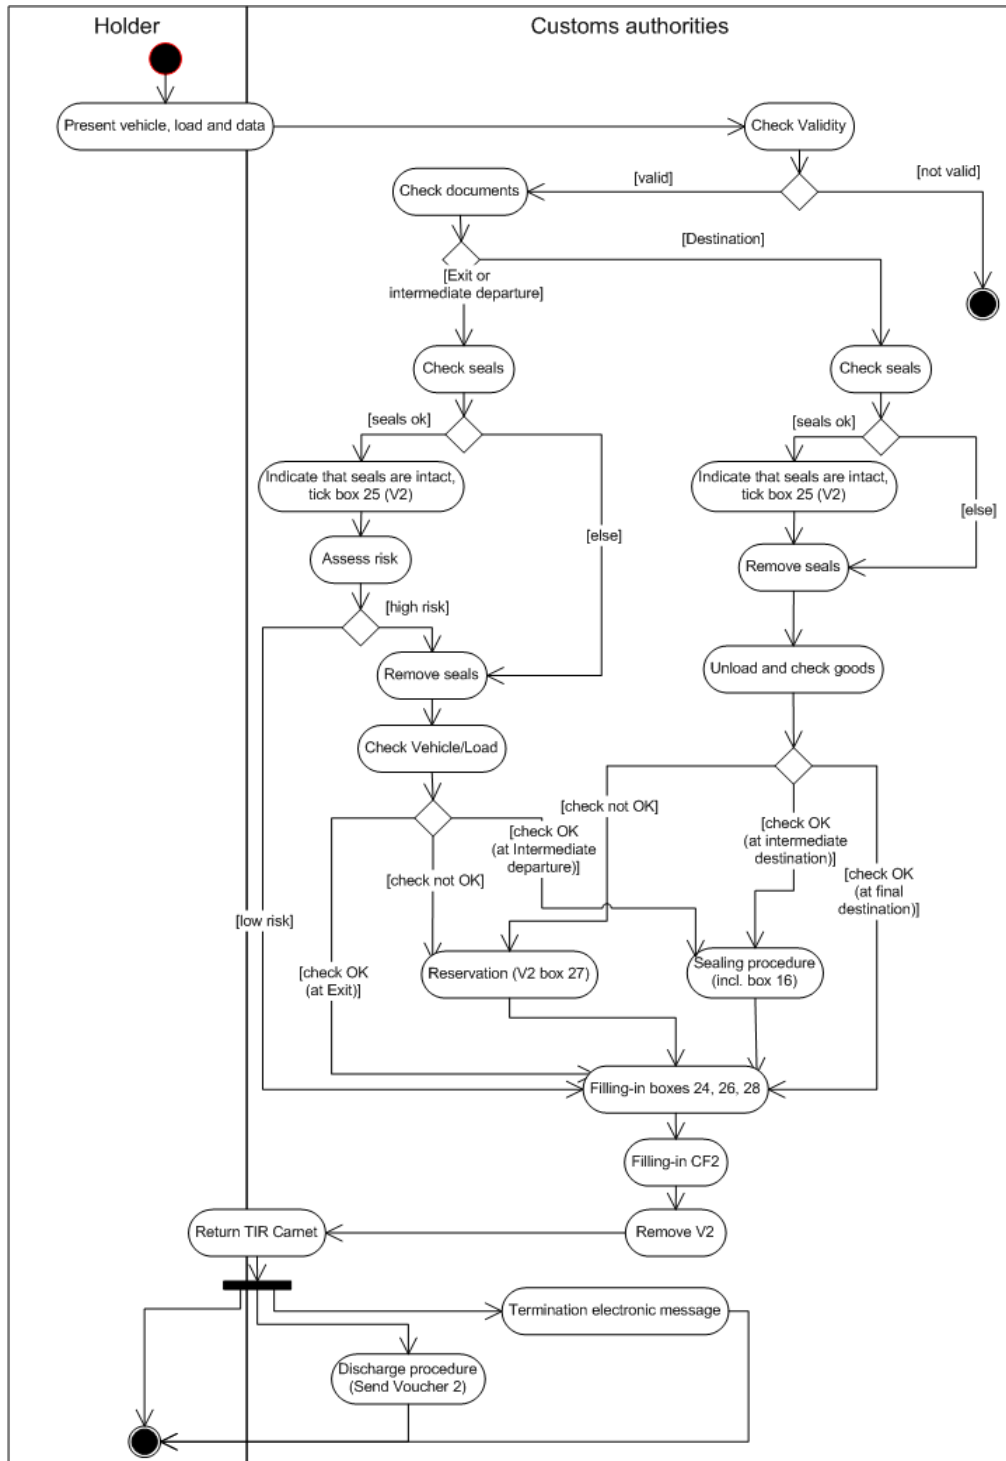 Holder
Customs authorities
Present vehicle, load and data
Check Validity
[valid]
[not valid]
Check documents
[Destination]
[Exit or
intermediate departure]
Check seals
Check seals
[seals ok]
[seals ok]
Indicate that seals are intact,
tick box 25 (V2)
Indicate that seals are intact,
tick box 25 (V2)
[else]
[else]
Assess risk
Remove seals
[high risk]
Remove seals
Unload and check goods
Check Vehicle/Load
[check not OK]
[check OK
(at Intermediate
departure)]
[check OK
(at intermediate
destination)]
[check not OK]
[check OK
(at final
destination)]
[low risk]
[check OK
(at Exit)]
Reservation (V2 box 27)
Sealing procedure
(incl. box 16)
Filling-in boxes 24, 26, 28
Filling-in CF2
Return TIR Carnet
Remove V2
Termination electronic message
Discharge procedure
(Send Voucher 2)